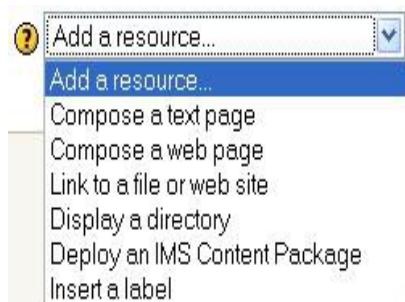 ? Add a resource...
Add a resource...
Compose a text page
Compose a web page
Link to a file or web site
Display a directory
Deploy an IMS Content Package
Insert a label